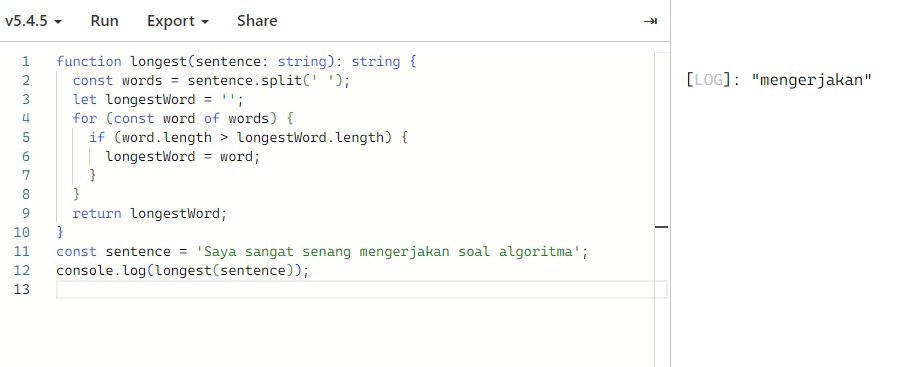 v5.4.5 Run Export Share
1 function longest(sentence: string): string {
2 const words = sentence.split(' ');
3 let longestWord = '';
4 for (const word of words) {
5 if (word.length > longestWord.length) {
6 longestWord = word;
7 }
8 }
9 return longestWord;
10 }
11 const sentence = 'Saya sangat senang mengerjakan soal algoritma';
12 console.log(longest(sentence));
13
[LOG]: "mengerjakan"